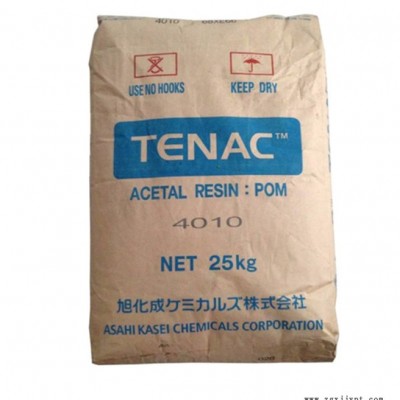 4010
USE NO HOOKS
KEEP DRY
TENAC™
ACETAL RESIN : POM
4010
NET 25kg
旭化成ケミカルズ株式会社
ASAHI KASEI CHEMICALS CORPORATION